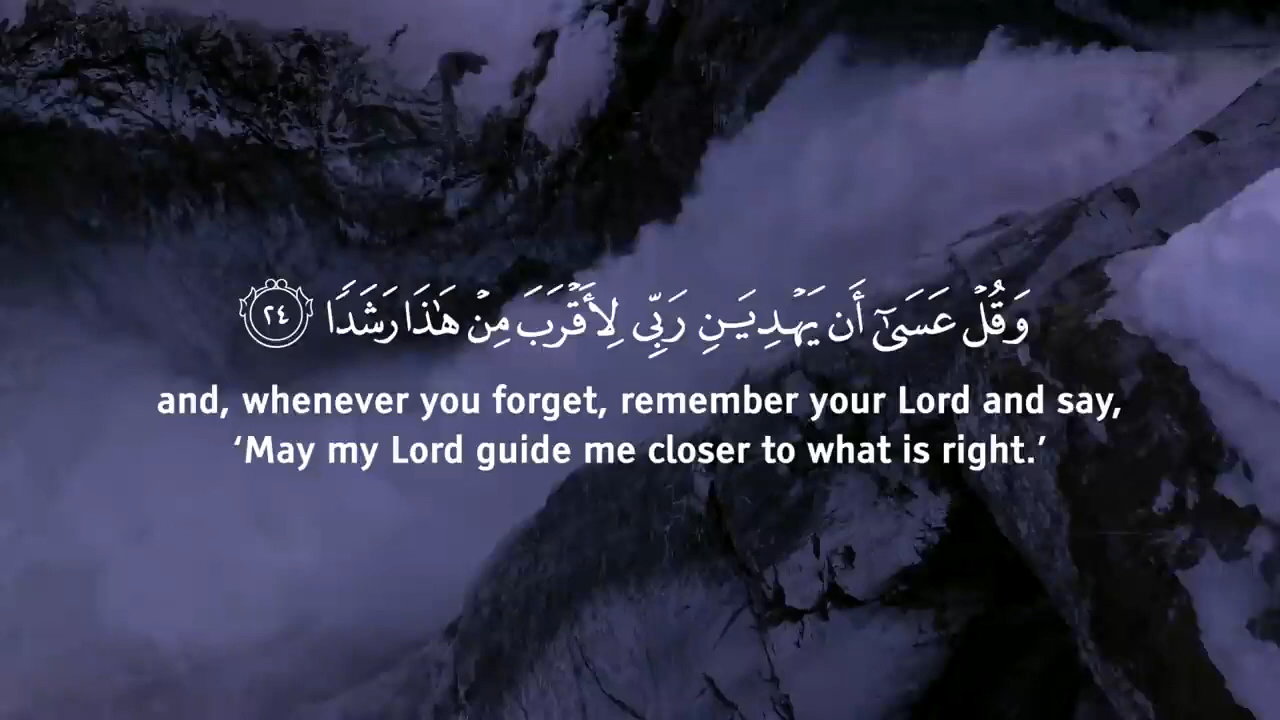 وَقُلۡ عَسَىٰٓ أَن يَهۡدِيَنِ رَبِّي لِأَقۡرَبَ مِنۡ هَٰذَا رَشَدٗا ٢٤
and, whenever you forget, remember your Lord and say,
‘May my Lord guide me closer to what is right.’